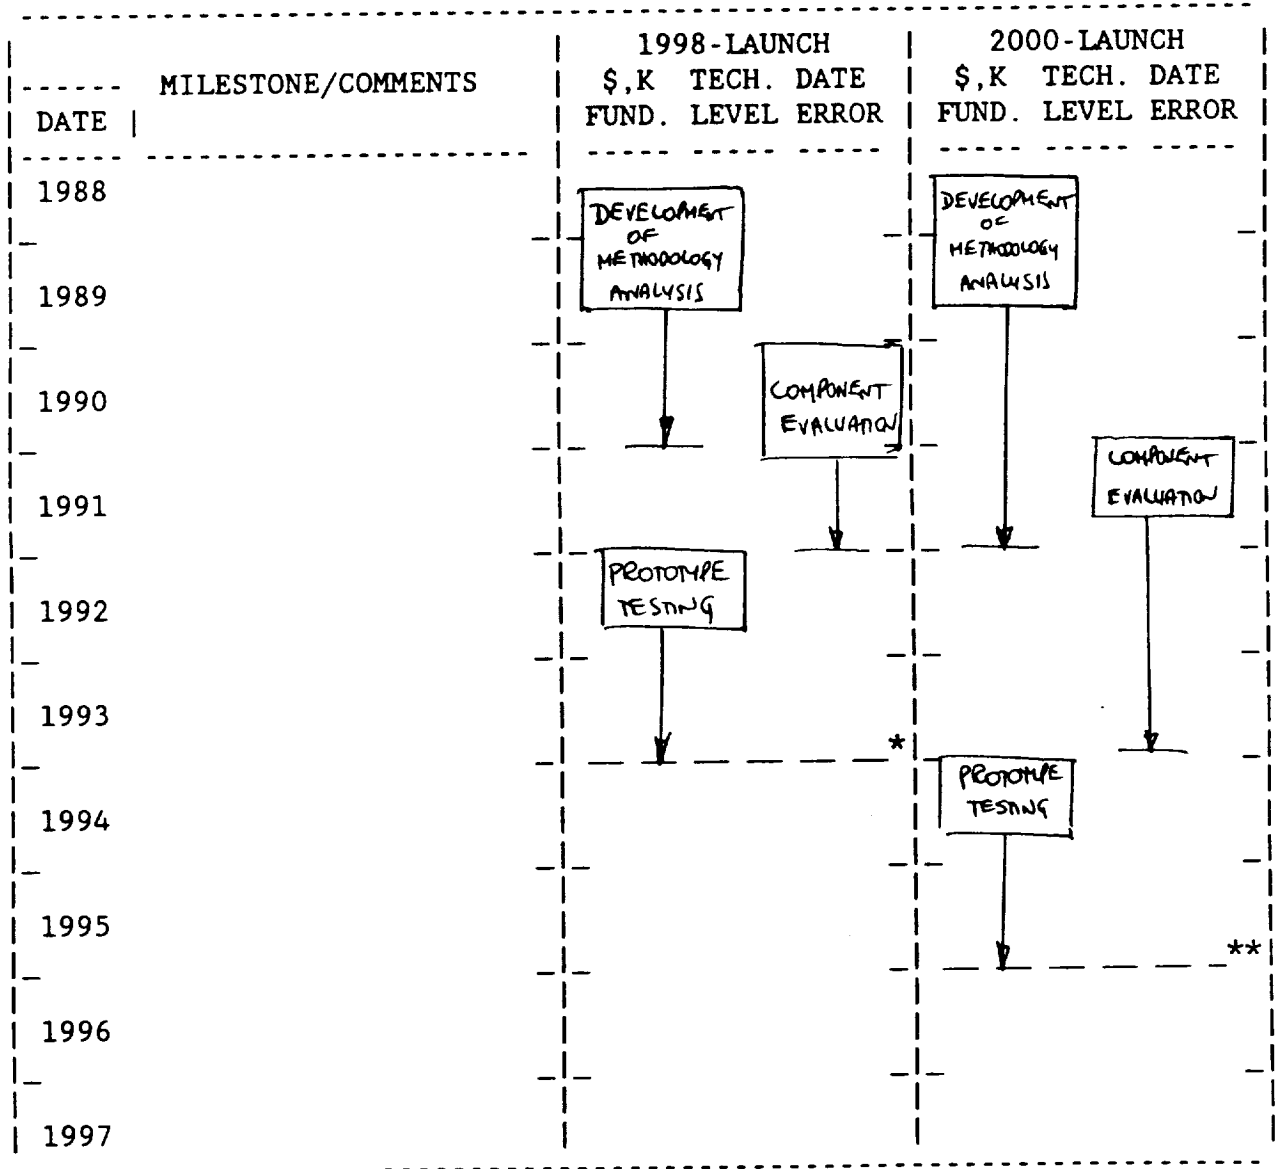 1998-LAUNCH 2000-LAUNCH
MILESTONE/COMMENTS $,K TECH. DATE $,K TECH. DATE
DATE | FUND. LEVEL ERROR FUND. LEVEL ERROR
1988
DEVELOPMENT
OF
METHODOLOGY
ANALYSIS
DEVELOPMENT
OF
METHODOLOGY
ANALYSIS
1989
1990
COMPONENT
EVALUATION
COMPONENT
EVALUATION
1991
PROTOTYPE
TESTING
1992
1993
*
PROTOTYPE
TESTING
1994
1995
**
1996
1997